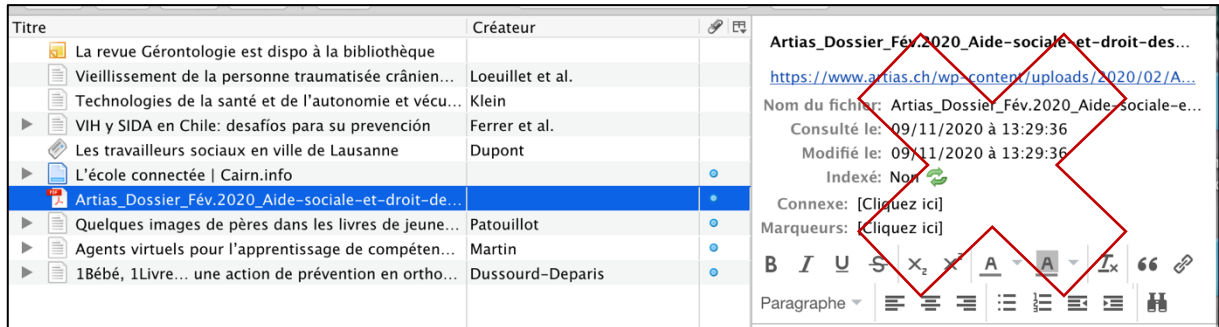 Titre Créateur
La revue Gérontologie est dispo à la bibliothèque
Vieillissement de la personne traumatisée crânien... Loeuillet et al.
Technologies de la santé et de l’autonomie et vécu... Klein
VIH y SIDA en Chile: desafíos para su prevención Ferrer et al.
Les travailleurs sociaux en ville de Lausanne Dupont
L’école connectée | Cairn.info
Artias_Dossier_Fév.2020_Aide-sociale-et-droit-de...
Quelques images de pères dans les livres de jeune... Patouillot
Agents virtuels pour l’apprentissage de compéten... Martin
1Bébé, 1Livre... une action de prévention en ortho... Dussourd-Deparis
Artias_Dossier_Fév.2020_Aide-sociale-et-droit-des...
https://www.artias.ch/wp-content/uploads/2020/02/A...
Nom du fichier: Artias_Dossier_Fév.2020_Aide-sociale-e...
Consulté le: 09/11/2020 à 13:29:36
Modifié le: 09/11/2020 à 13:29:36
Indexé: Non
Connexe: [Cliquez ici]
Marqueurs: [Cliquez ici]
B I U S X₂ X² A A Tx
Paragraphe